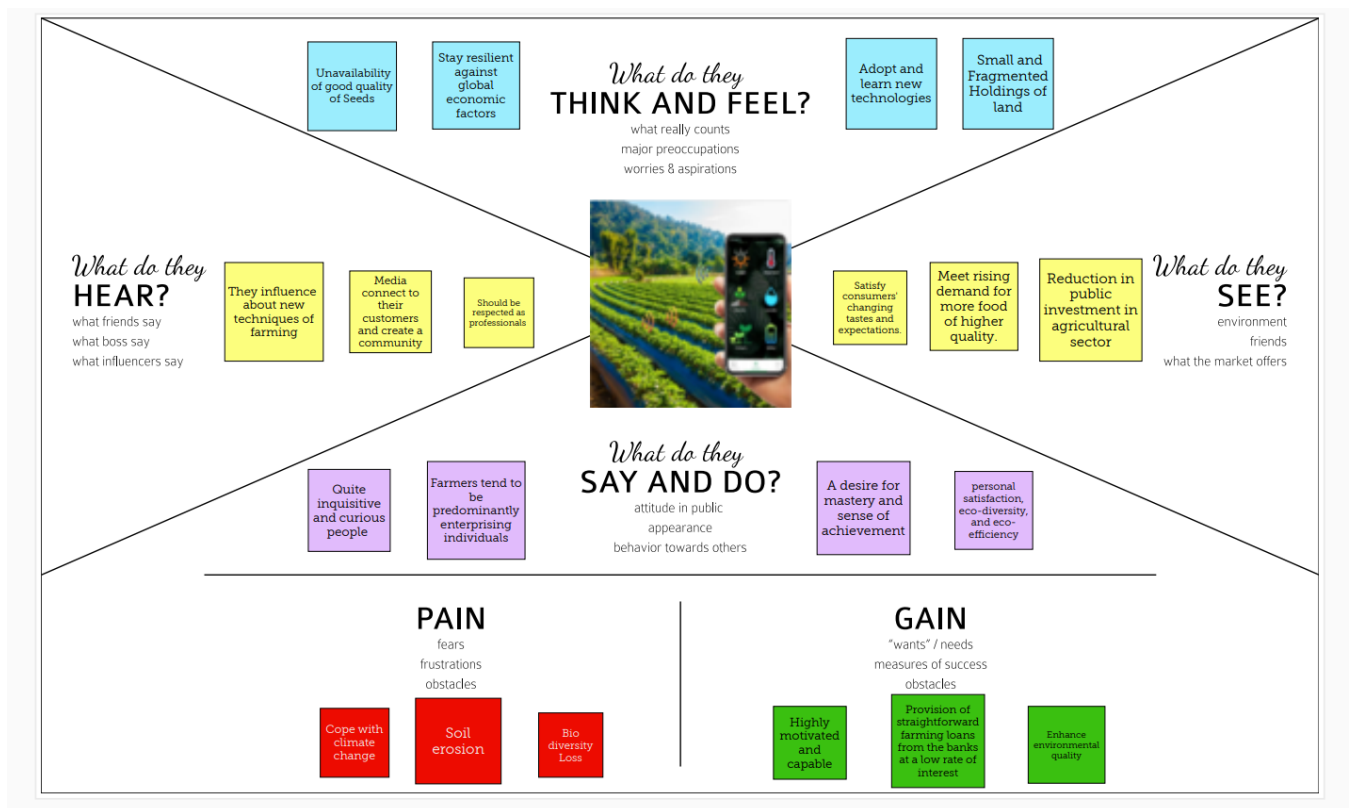 Unavailability
of good quality
of Seeds
Stay resilient
against
global
economic
factors
What do they
THINK AND FEEL?
what really counts
major preoccupations
worries & aspirations
Adopt and
learn new
technologies
Small and
Fragmented
Holdings of
land
What do they
HEAR?
what friends say
what boss say
what influencers say
They influence
about new
techniques of
farming
Media
connect to
their
customers
and create a
community
Should be
respected as
professionals
Satisfy
consumers'
changing
tastes and
expectations.
Meet rising
demand for
more food
of higher
quality.
Reduction in
public
investment in
agricultural
sector
What do they
SEE?
environment
friends
what the market offers
Quite
inquisitive
and curious
people
Farmers tend to
be
predominantly
enterprising
individuals
What do they
SAY AND DO?
attitude in public
appearance
behavior towards others
A desire for
mastery and
sense of
achievement
personal
satisfaction,
eco-diversity,
and eco-
efficiency
PAIN
fears
frustrations
obstacles
Cope with
climate
change
Soil
erosion
Bio
diversity
Loss
GAIN
"wants" / needs
measures of success
obstacles
Highly
motivated
and
capable
Provision of
straightforward
farming loans
from the banks
at a low rate of
interest
Enhance
environmental
quality